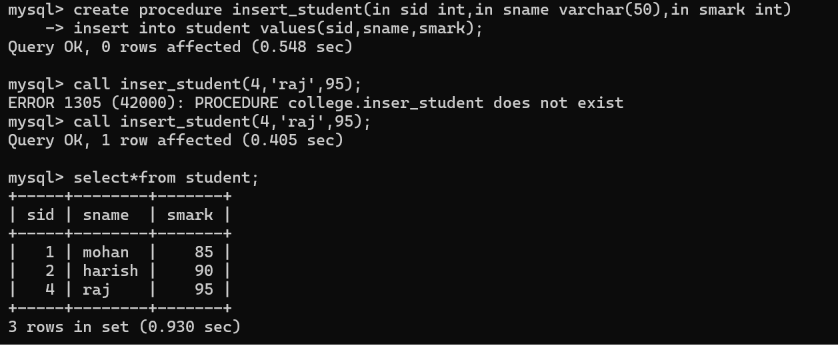 mysql> create procedure insert_student(in sid int,in sname varchar(50),in smark int)
    -> insert into student values(sid,sname,smark);
Query OK, 0 rows affected (0.548 sec)

mysql> call inser_student(4,'raj',95);
ERROR 1305 (42000): PROCEDURE college.inser_student does not exist
mysql> call insert_student(4,'raj',95);
Query OK, 1 row affected (0.405 sec)

mysql> select*from student;
+-----+--------+-------+
| sid | sname  | smark |
+-----+--------+-------+
|   1 | mohan  |    85 |
|   2 | harish |    90 |
|   4 | raj    |    95 |
+-----+--------+-------+
3 rows in set (0.930 sec)